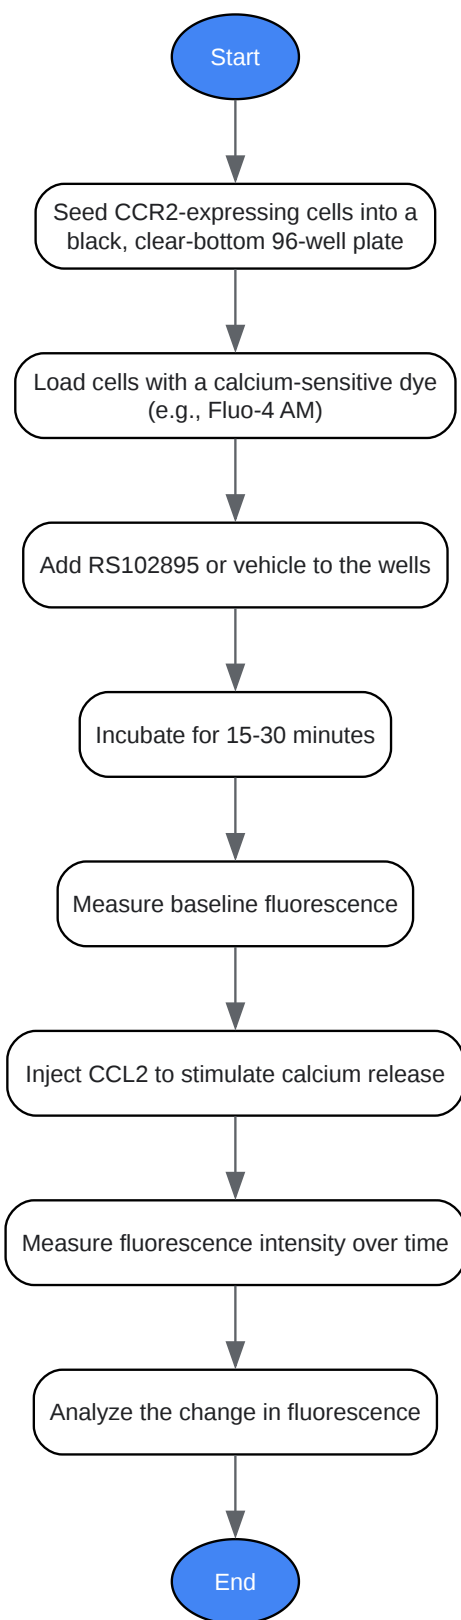 Start
Seed CCR2-expressing cells into a
black, clear-bottom 96-well plate
Load cells with a calcium-sensitive dye
(e.g., Fluo-4 AM)
Add RS102895 or vehicle to the wells
Incubate for 15-30 minutes
Measure baseline fluorescence
Inject CCL2 to stimulate calcium release
Measure fluorescence intensity over time
Analyze the change in fluorescence
End